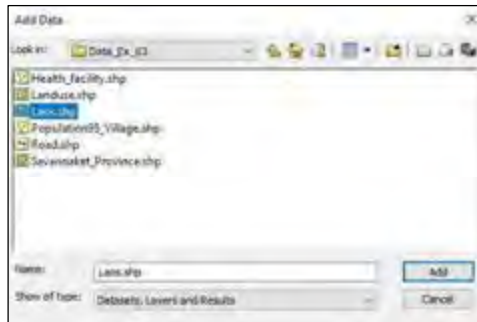 Add Data
Look in: Data_Ex_03
Health_facility.shp
Landuse.shp
Laos.shp
Population95_Village.shp
Road.shp
Savannaket_Province.shp
Name: Laos.shp
Add
Show of type: Datasets, Layers and Results
Cancel